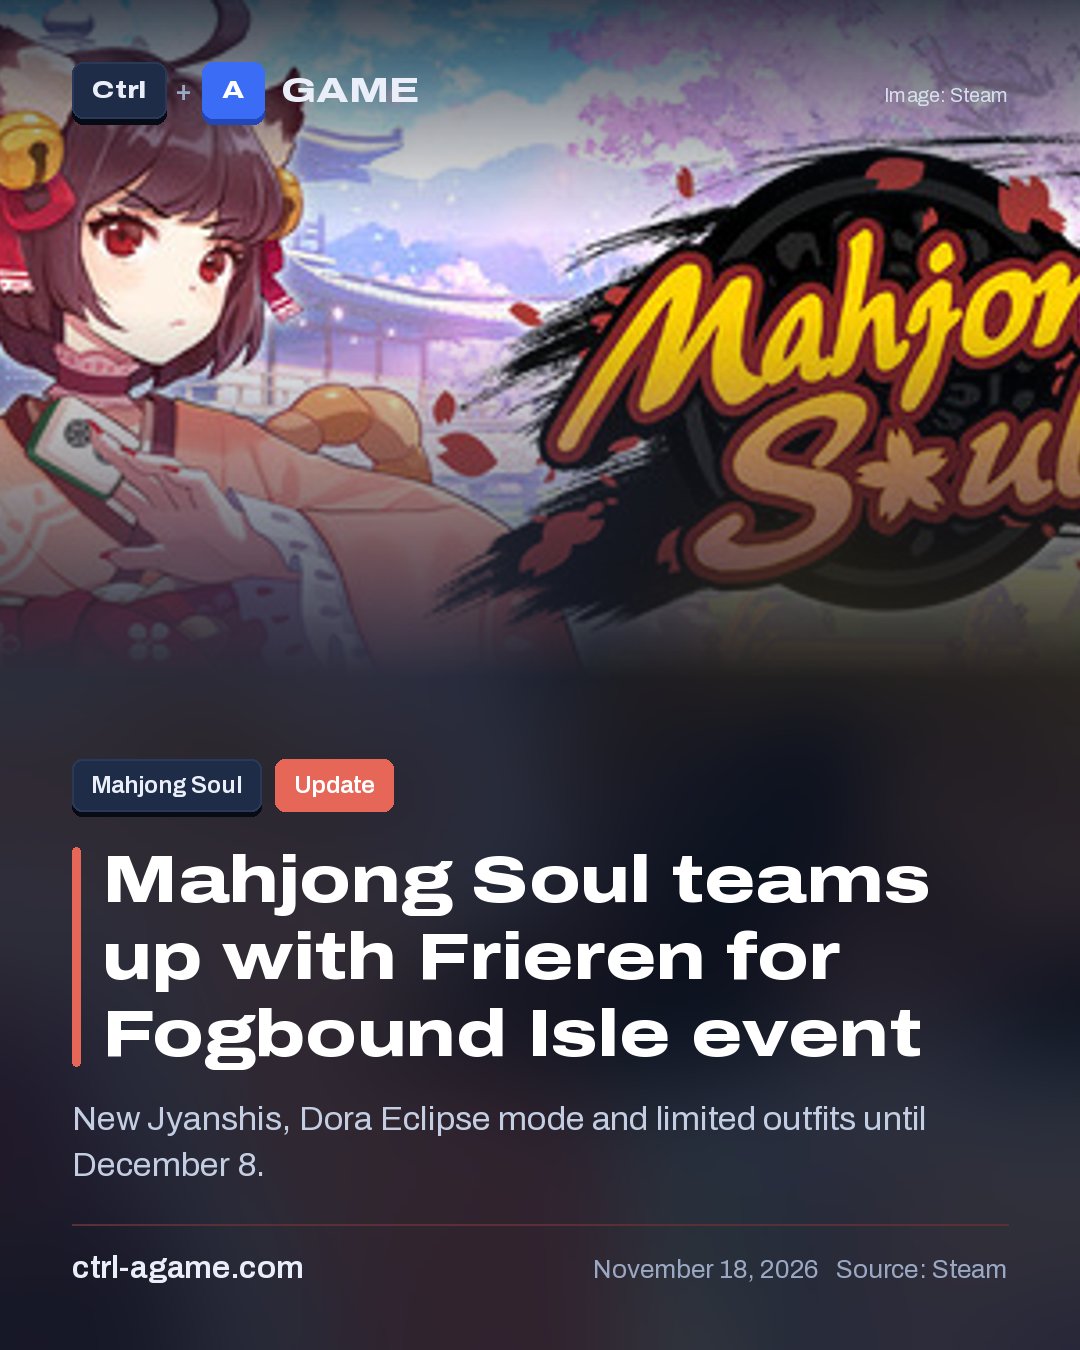 Ctrl + A GAME
Image: Steam
Mahjon
Soul
Mahjong Soul
Update
Mahjong Soul teams
up with Frieren for
Fogbound Isle event
New Jyanshis, Dora Eclipse mode and limited outfits until
December 8.
ctrl-agame.com
November 18, 2026 Source: Steam